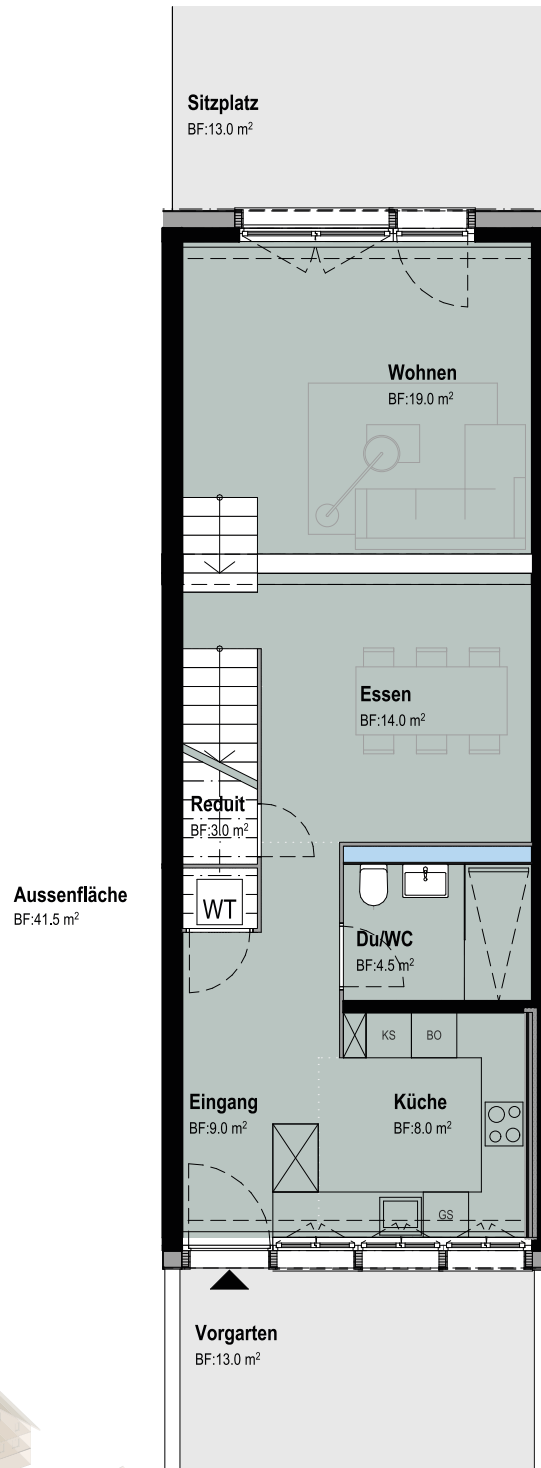 Sitzplatz
BF:13.0 m²
Wohnen
BF:19.0 m²
Essen
BF:14.0 m²
Reduit
BF:3.0 m²
Aussenfläche
BF:41.5 m²
WT
Du/WC
BF:4.5 m²
KS
BO
Eingang
BF:9.0 m²
Küche
BF:8.0 m²
GS
Vorgarten
BF:13.0 m²